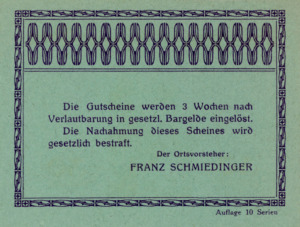 Die Gutscheine werden 3 Wochen nach
Verlautbarung in gesetzl. Bargelde eingelöst.
Die Nachahmung dieses Scheines wird
gesetzlich bestraft.
Der Ortsvorsteher:
FRANZ SCHMIEDINGER
Auflage 10 Serien